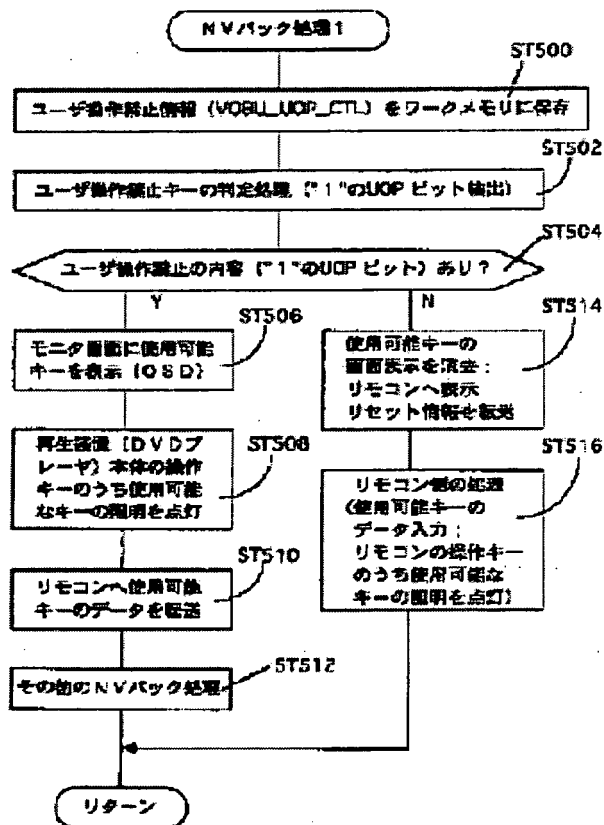 NVパック処理1
ST500
ユーザ操作禁止情報（VOBU_UOP_CTL）をワークメモリに保存
ST502
ユーザ操作禁止キーの判定処理（"1"のUOPビット検出）
ST504
ユーザ操作禁止の内容（"1"のUOPビット）あり？
Y
N
ST506
モニタ画面に使用可能
キーを表示（OSD）
ST508
再生装置（DVDプ
レーヤ）本体の操作
キーのうち使用可能
なキーの照明を点灯
ST510
リモコンへ使用可能
キーのデータを転送
ST512
その他のNVパック処理
ST514
使用可能キーの
画面表示を消去：
リモコンへ表示
リセット情報を転送
ST516
リモコン側の処理
（使用可能キーの
データ入力：
リモコンの操作キー
のうち使用可能な
キーの照明を点灯）
リターン